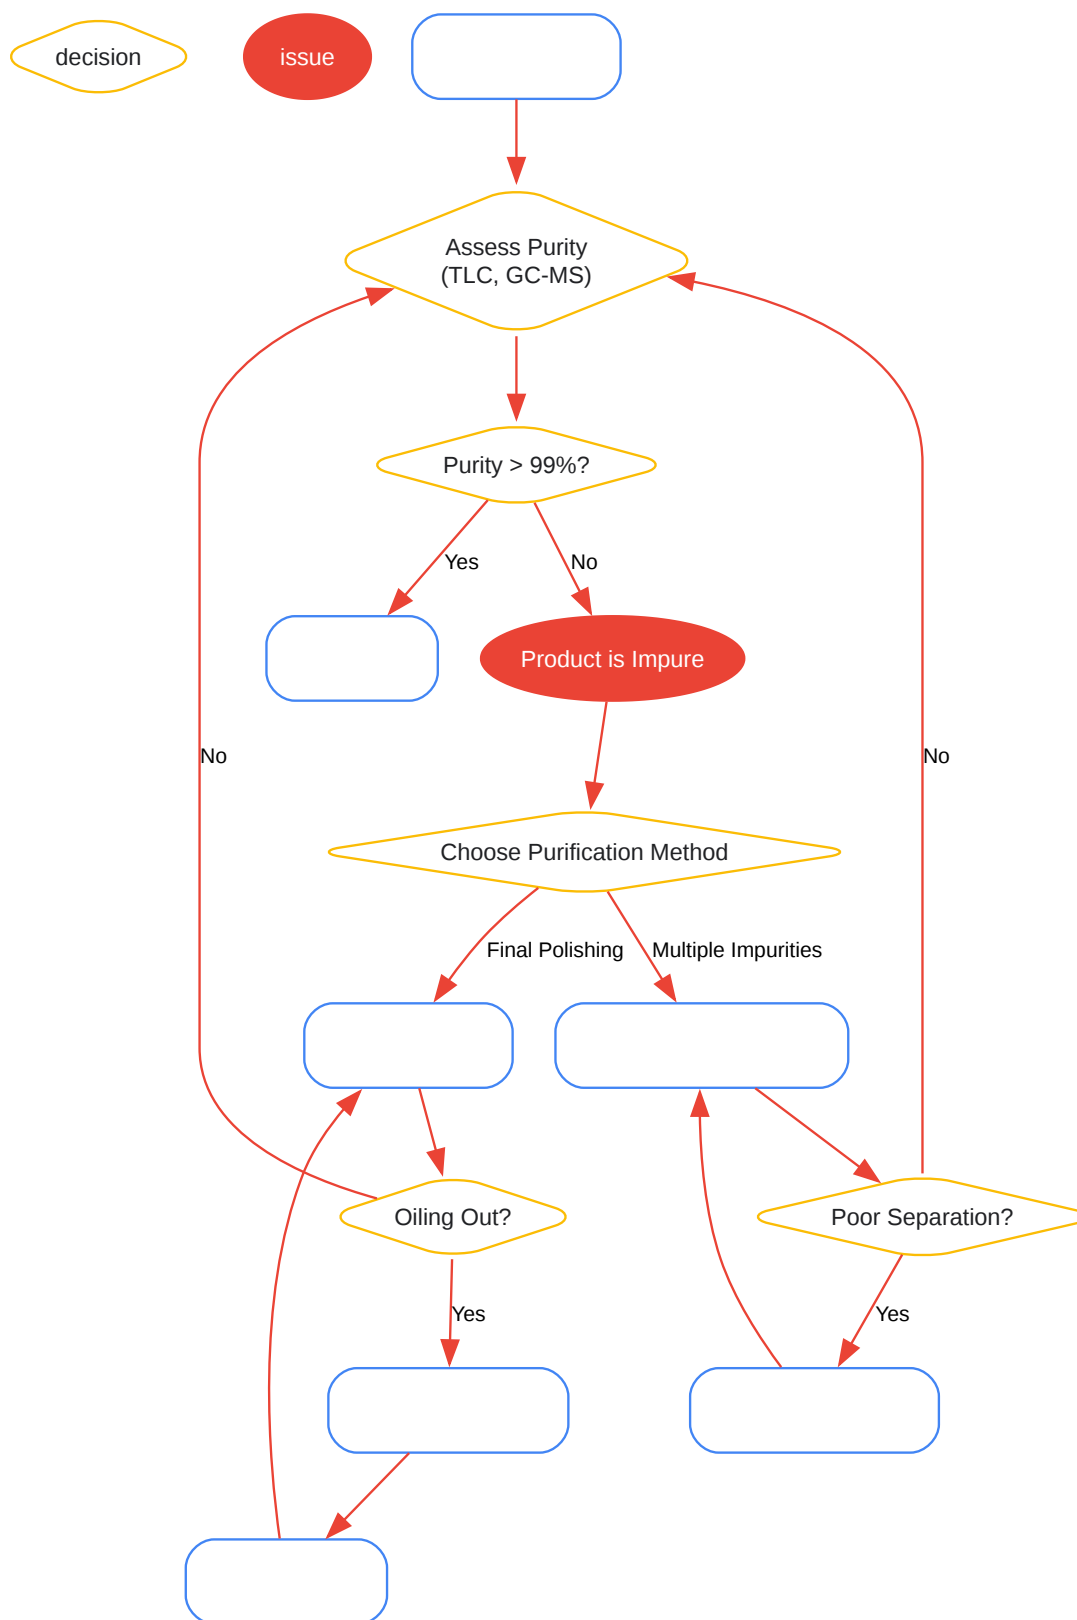 decision
issue
Assess Purity
(TLC, GC-MS)
Purity > 99%?
Yes
No
Product is Impure
No
No
Choose Purification Method
Final Polishing
Multiple Impurities
Oiling Out?
Poor Separation?
Yes
Yes